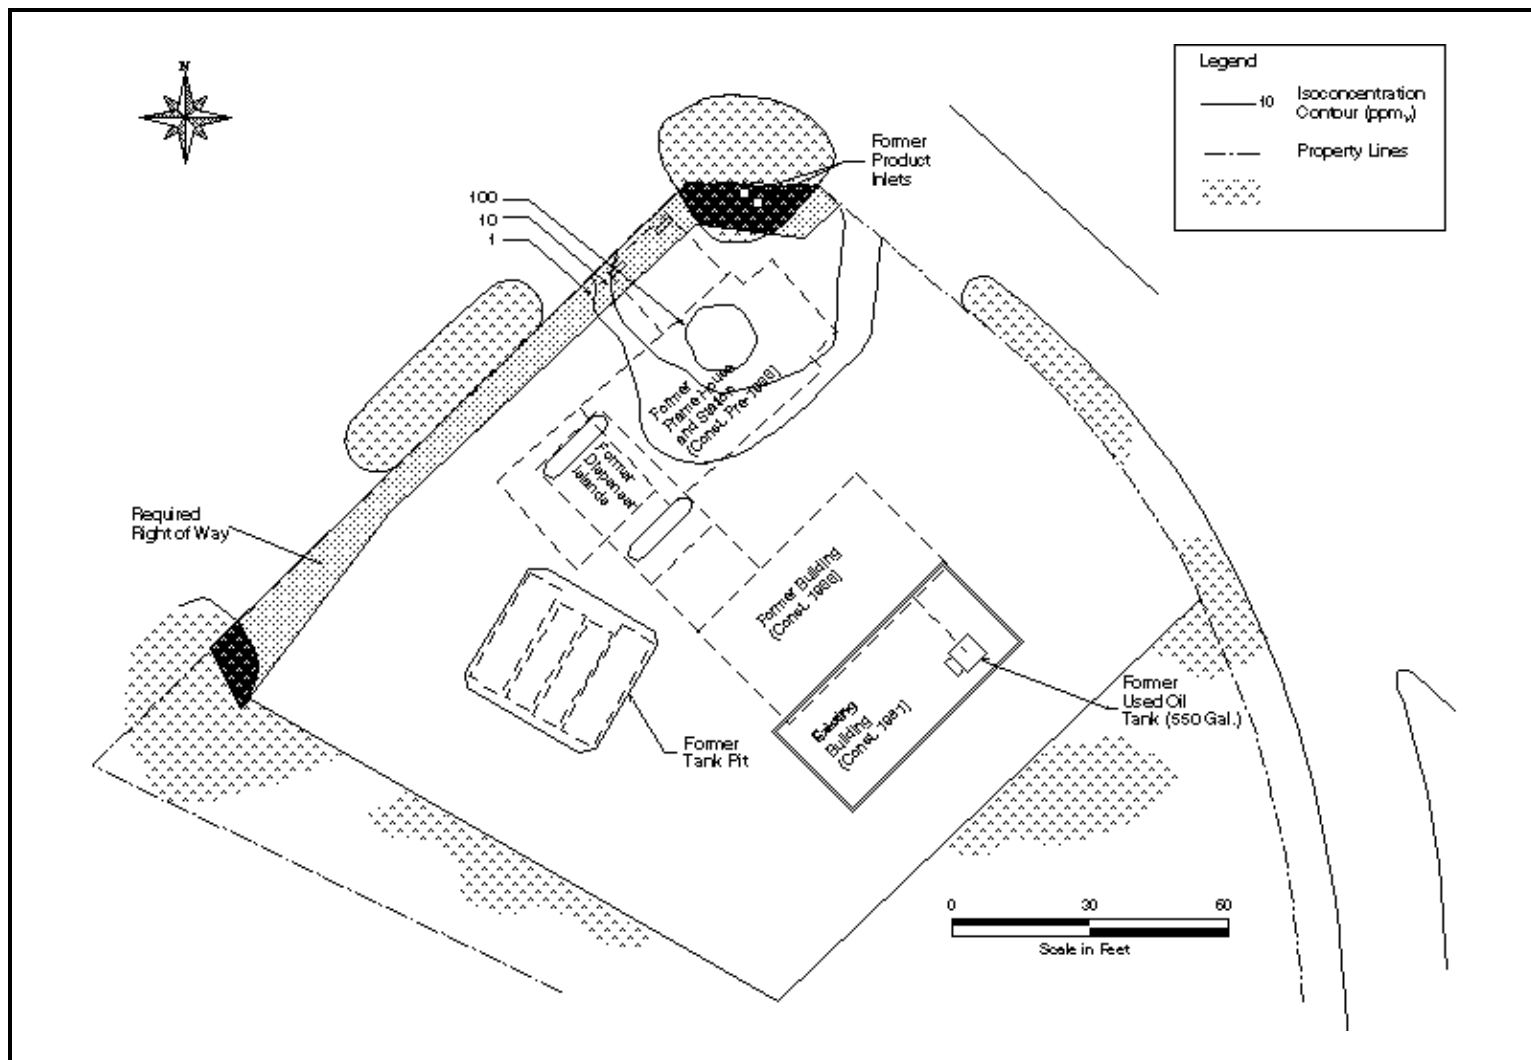 N
Legend
10 Isoconcentration
Contour (ppmv)
Property Lines
Former
Product
Inlets
100
10
1
Former
Frame House
and Station
(Const. Pre-1966)
Former
Dispenser
Islands
Required
Right of Way
Former Building
(Const. 1966)
Existing
Building
(Const. 1981)
Former
Used Oil
Tank (550 Gal.)
Former
Tank Pit
0 30 60
Scale in Feet